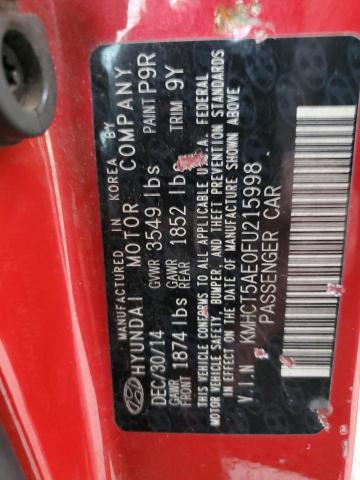 MANUFACTURED IN KOREA BY
HYUNDAI MOTOR COMPANY
DEC/30/14 GVWR 3549 lbs PAINT P9R
GAWR FRONT 1874 lbs GAWR REAR 1852 lbs TRIM 9Y
THIS VEHICLE CONFORMS TO ALL APPLICABLE U.S.A. FEDERAL
MOTOR VEHICLE SAFETY, BUMPER, AND THEFT PREVENTION STANDARDS
IN EFFECT ON THE DATE OF MANUFACTURE SHOWN ABOVE
V I N KMHCT5AE0FU215998
PASSENGER CAR